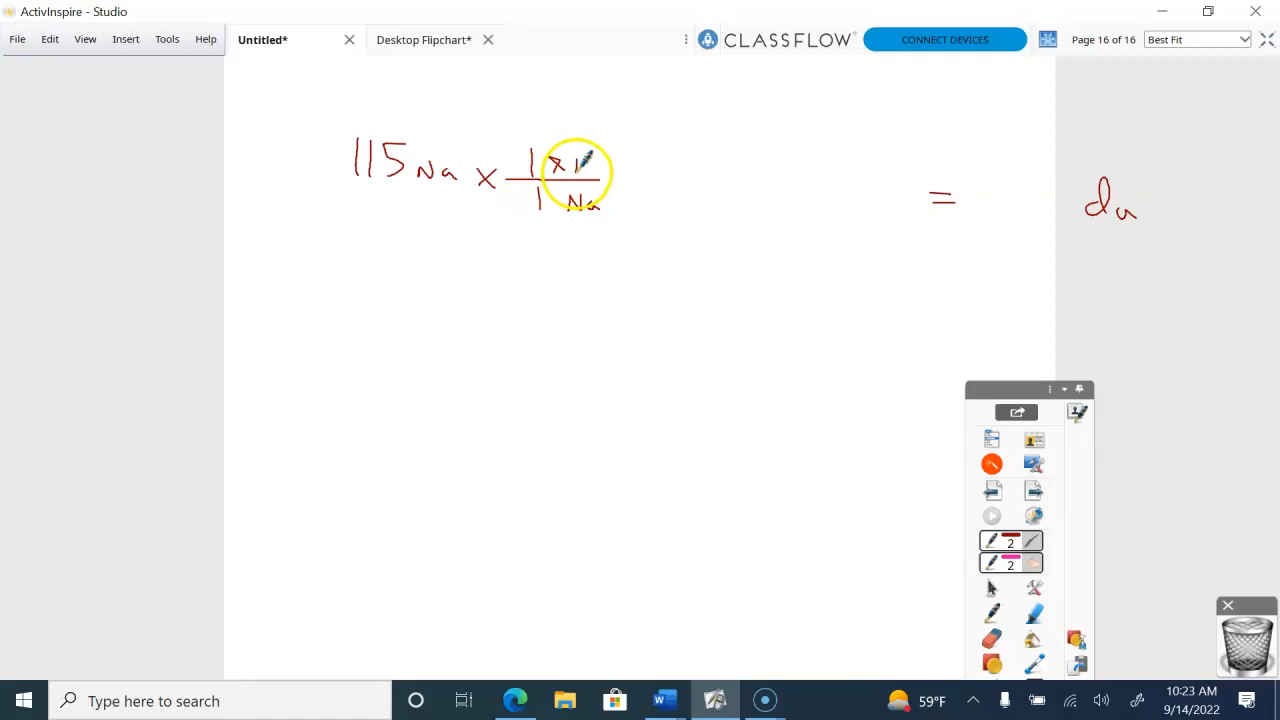 ActivInspire - Studio
File Edit View Insert Tools Help Untitled* Desktop Flipchart* CLASSFLOW CONNECT DEVICES Page 16 of 16 Best Fit
115 Na x 1
1 Na
= da
2
2
Type here to search 59°F 10:23 AM
9/14/2022